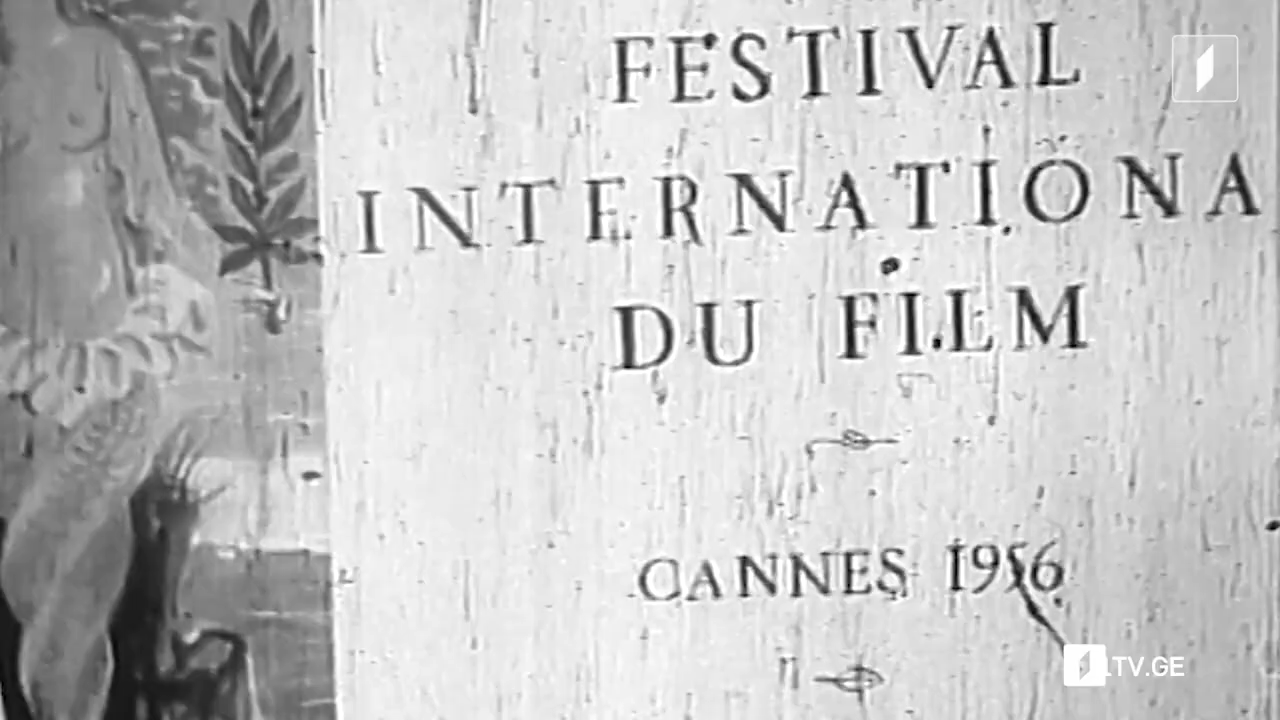 FESTIVAL
INTERNATIONA
DU FILM
CANNES 1956
1TV.GE